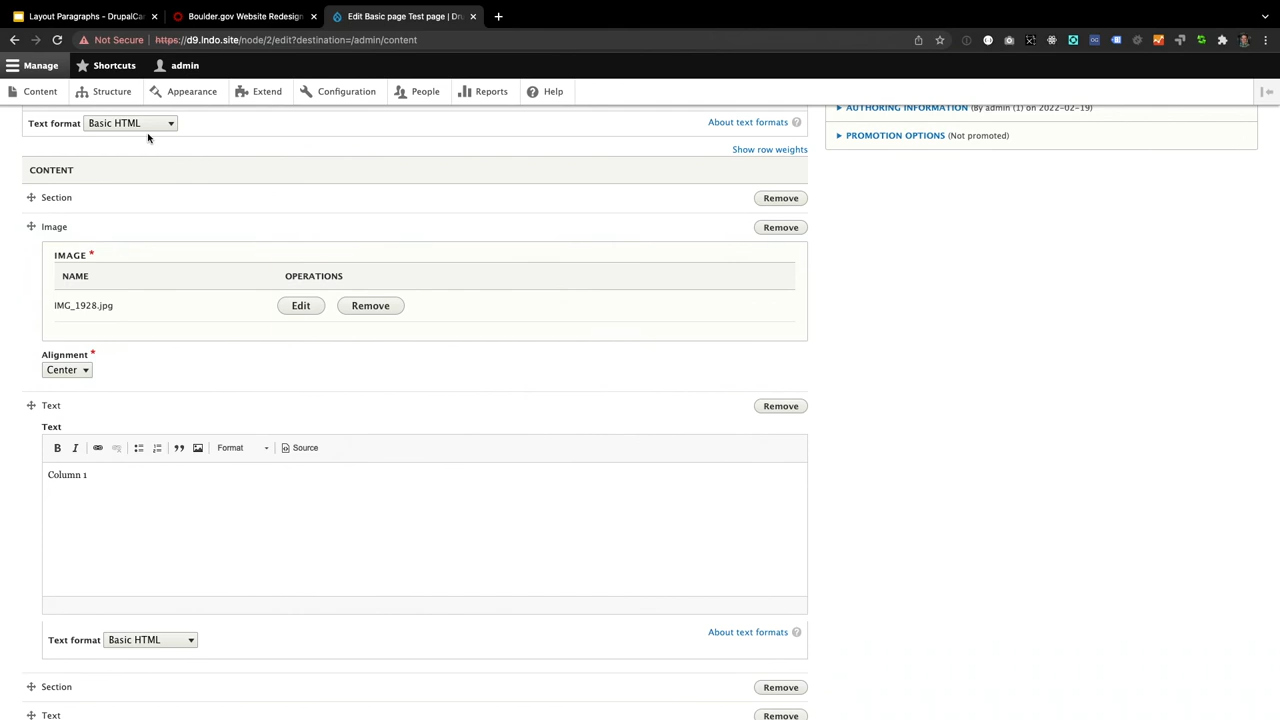 Layout Paragraphs - DrupalCa
Boulder.gov Website Redesign
Edit Basic page Test page | Dr
Not Secure
https://d9.lndo.site/node/2/edit?destination=/admin/content
Manage
Shortcuts
admin
Content
Structure
Appearance
Extend
Configuration
People
Reports
Help
Text format
Basic HTML
About text formats
AUTHORING INFORMATION (By admin (1) on 2022-02-19)
PROMOTION OPTIONS (Not promoted)
Show row weights
CONTENT
Section
Remove
Image
Remove
IMAGE *
NAME
OPERATIONS
IMG_1928.jpg
Edit
Remove
Alignment *
Center
Text
Remove
Text
B I
Format
Source
Column 1
Text format
Basic HTML
About text formats
Section
Remove
Text
Remove